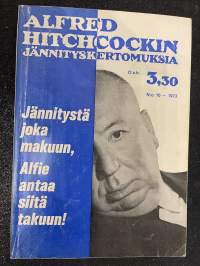 ALFRED
HITCHCOCKIN
JÄNNITYSKERTOMUKSIA
3,30
Jännitystä
joka
makuun,
Alfie
antaa
siitä
takuun!